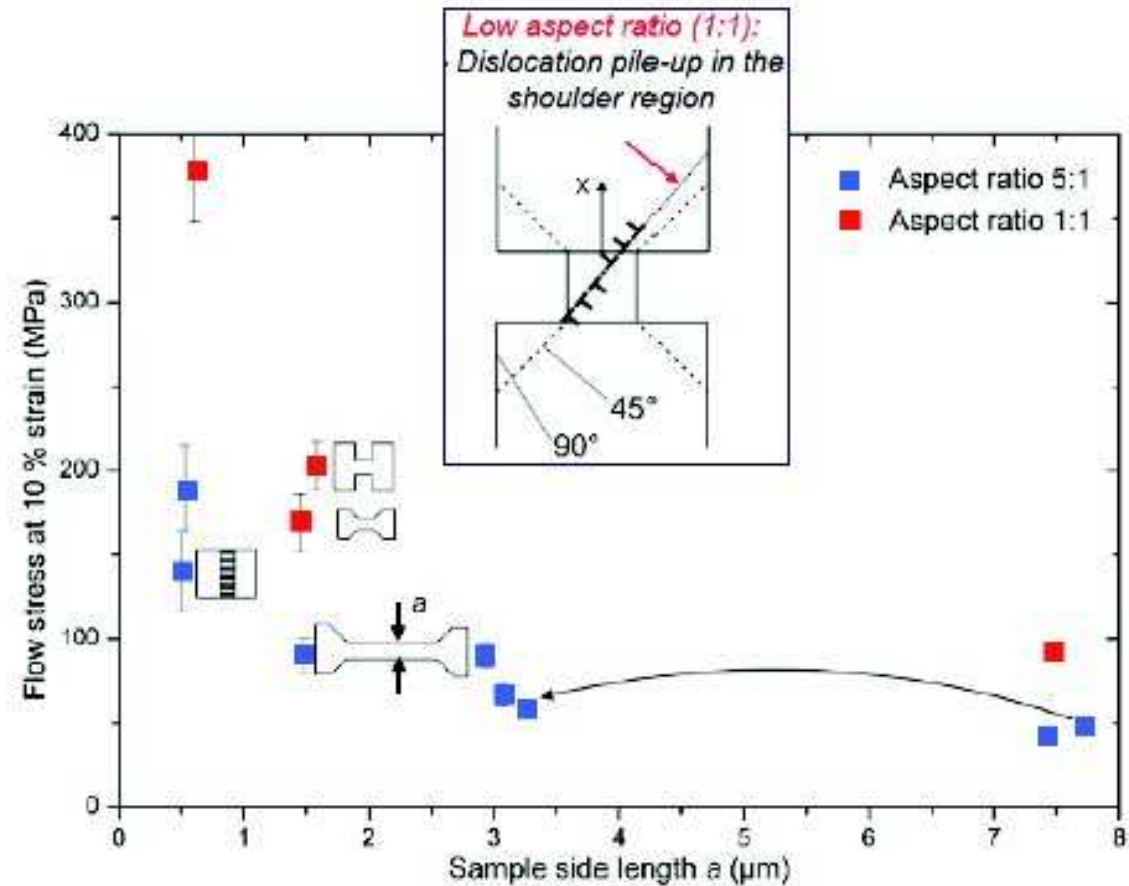 Low aspect ratio (1:1):
Dislocation pile-up in the
shoulder region
X
45°
90°
Aspect ratio 5:1
Aspect ratio 1:1
a
400
300
200
100
0
Flow stress at 10 % strain (MPa)
0 1 2 3 4 5 6 7 8
Sample side length a (µm)